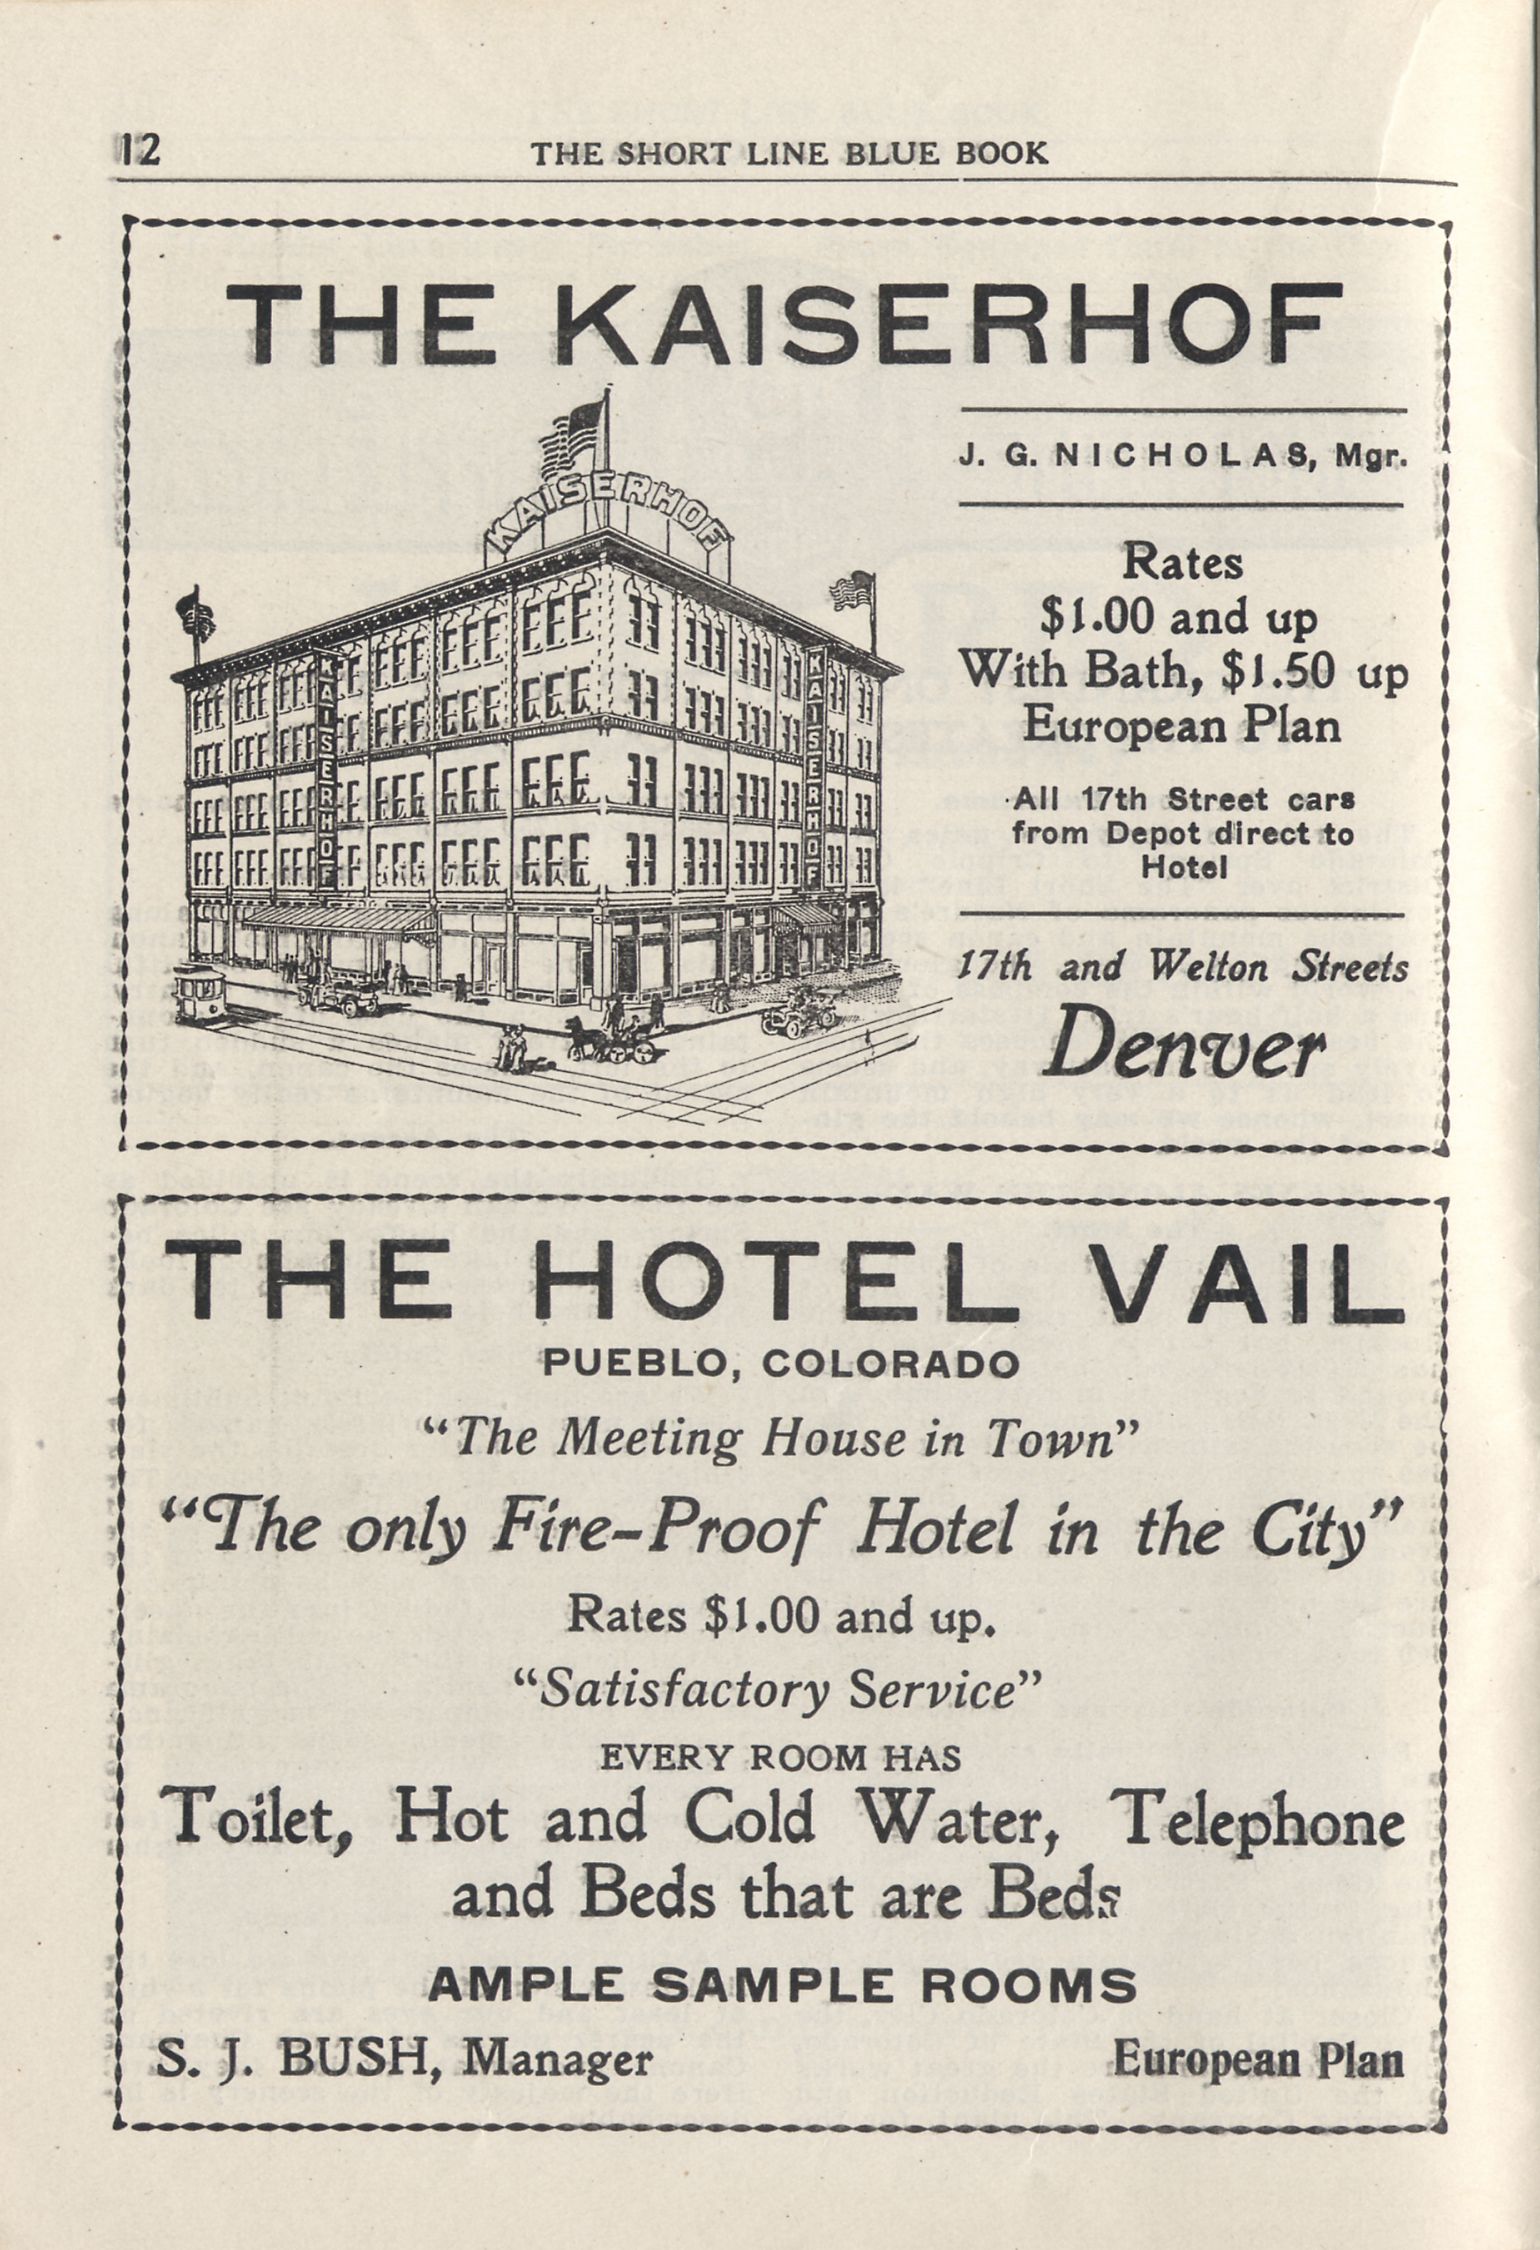 12
THE SHORT LINE BLUE BOOK
THE KAISERHOF
KAISERHOF
KAISERHOF
KAISERHOF
J. G. NICHOLAS, Mgr.
Rates
$1.00 and up
With Bath, $1.50 up
European Plan
All 17th Street cars
from Depot direct to
Hotel
17th and Welton Streets
Denver
THE HOTEL VAIL
PUEBLO, COLORADO
"The Meeting House in Town"
"The only Fire-Proof Hotel in the City"
Rates $1.00 and up.
"Satisfactory Service"
EVERY ROOM HAS
Toilet, Hot and Cold Water, Telephone
and Beds that are Beds
AMPLE SAMPLE ROOMS
S. J. BUSH, Manager
European Plan